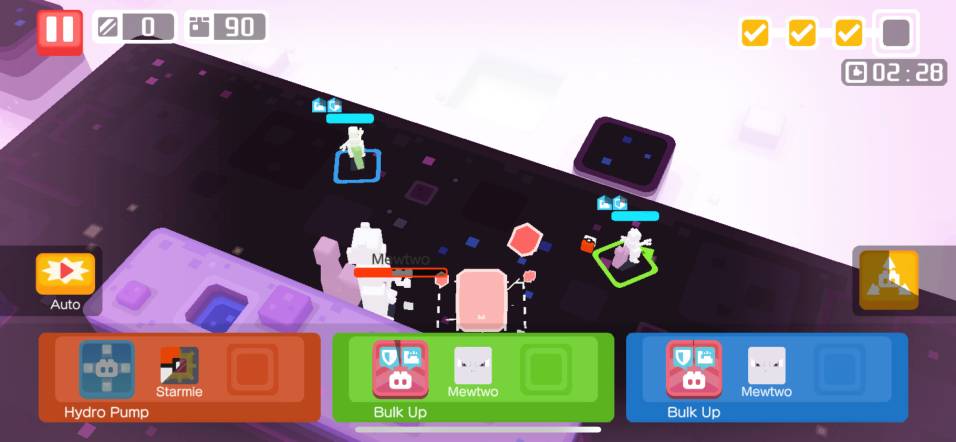 0
90
02:28
Mewtwo
Auto
Starmie
Hydro Pump
Mewtwo
Bulk Up
Mewtwo
Bulk Up